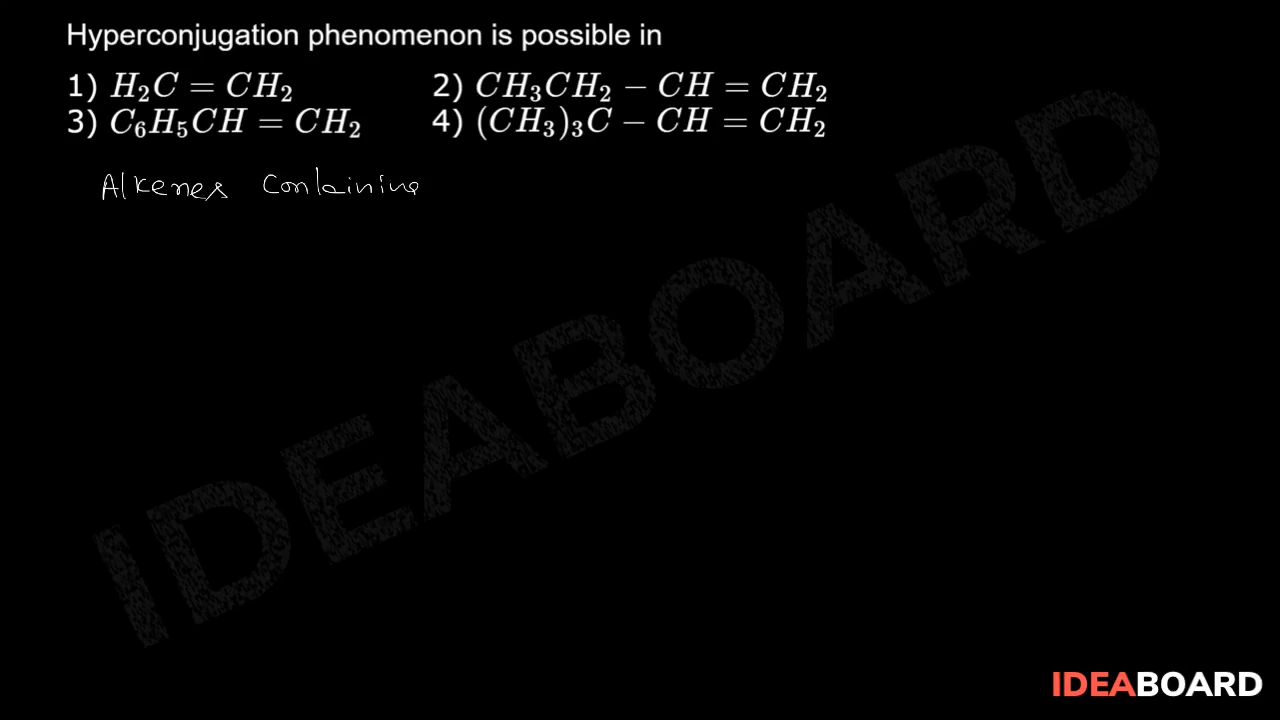 Hyperconjugation phenomenon is possible in
1) H₂C = CH₂ 2) CH₃CH₂ − CH = CH₂
3) C₆H₅CH = CH₂ 4) (CH₃)₃C − CH = CH₂
Alkenes Containing
IDEABOARD
IDEABOARD